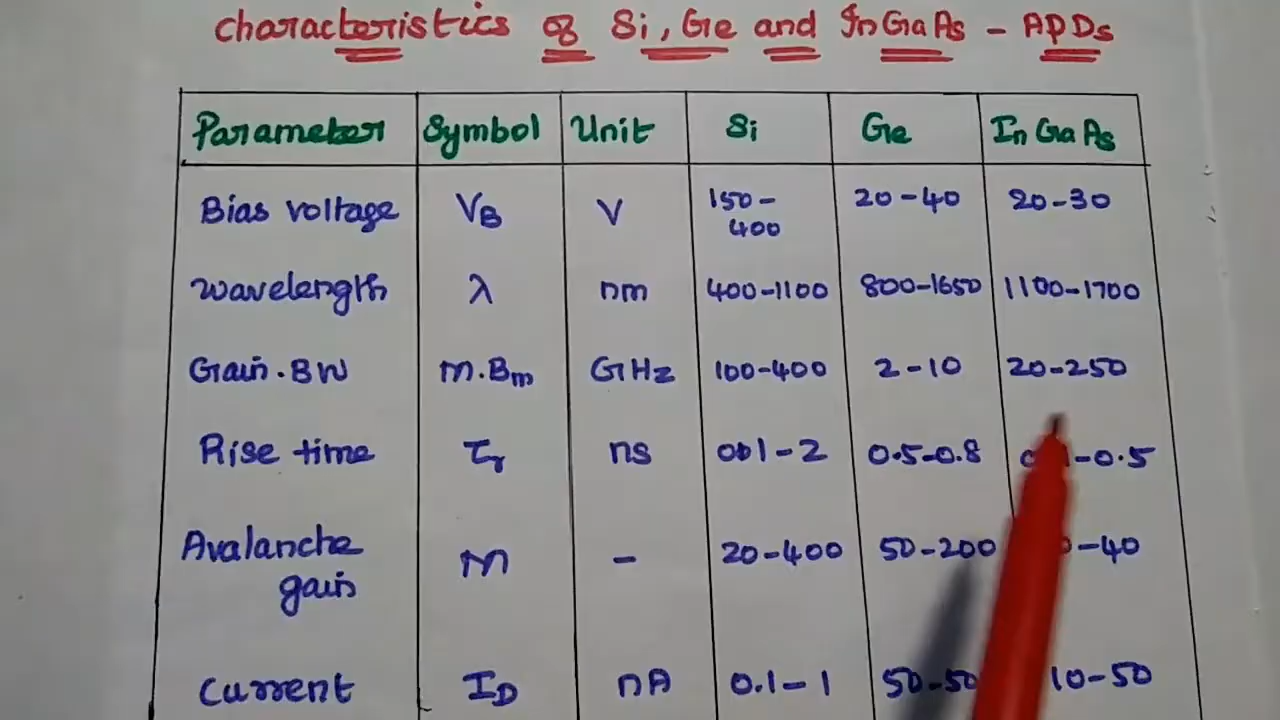 characteristics of Si, Ge and InGaAs - APDs
Parameter Symbol Unit Si Ge InGaAs
Bias voltage VB V 150-400 20-40 20-30
wavelength λ nm 400-1100 800-1650 1100-1700
Gain.BW m.Bm GHz 100-400 2-10 20-250
Rise time τr ns 0.1-2 0.5-0.8 -0.5
Avalanche gain M - 20-400 50-200 -40
Current ID nA 0.1-1 50-50 10-50